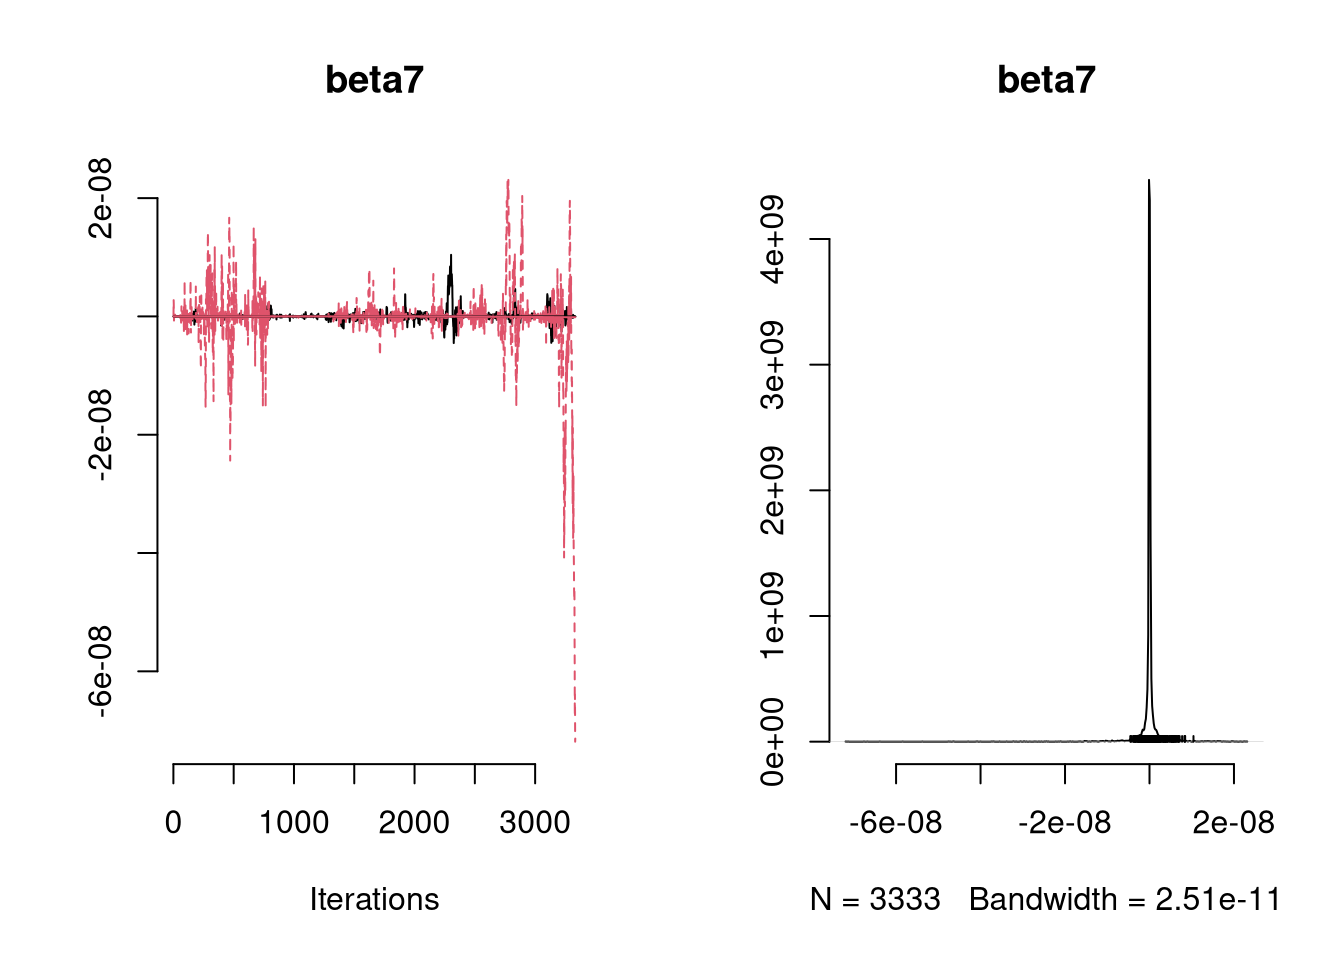 beta7
2e-08
-2e-08
-6e-08
0 1000 2000 3000
Iterations
beta7
4e+09
3e+09
2e+09
1e+09
0e+00
-6e-08 -2e-08 2e-08
N = 3333 Bandwidth = 2.51e-11